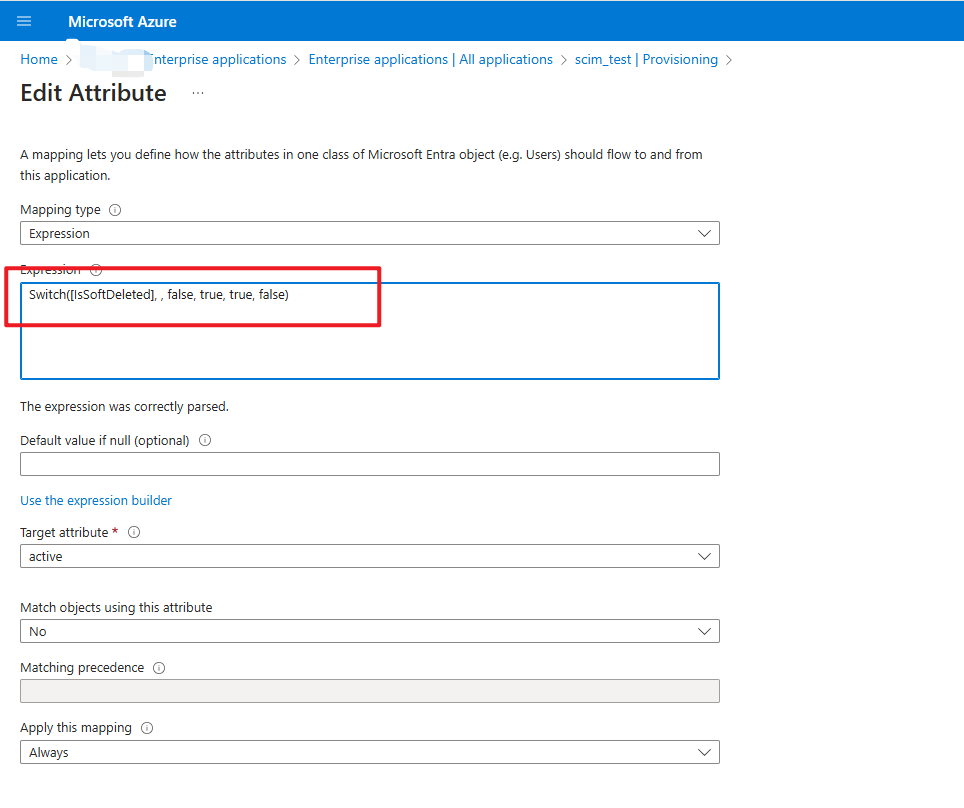 Microsoft Azure
Home > Enterprise applications > Enterprise applications | All applications > scim_test | Provisioning >
Edit Attribute ...
A mapping lets you define how the attributes in one class of Microsoft Entra object (e.g. Users) should flow to and from
this application.
Mapping type
Expression
Expression
Switch([IsSoftDeleted], , false, true, true, false)
The expression was correctly parsed.
Default value if null (optional)
Use the expression builder
Target attribute *
active
Match objects using this attribute
No
Matching precedence
Apply this mapping
Always